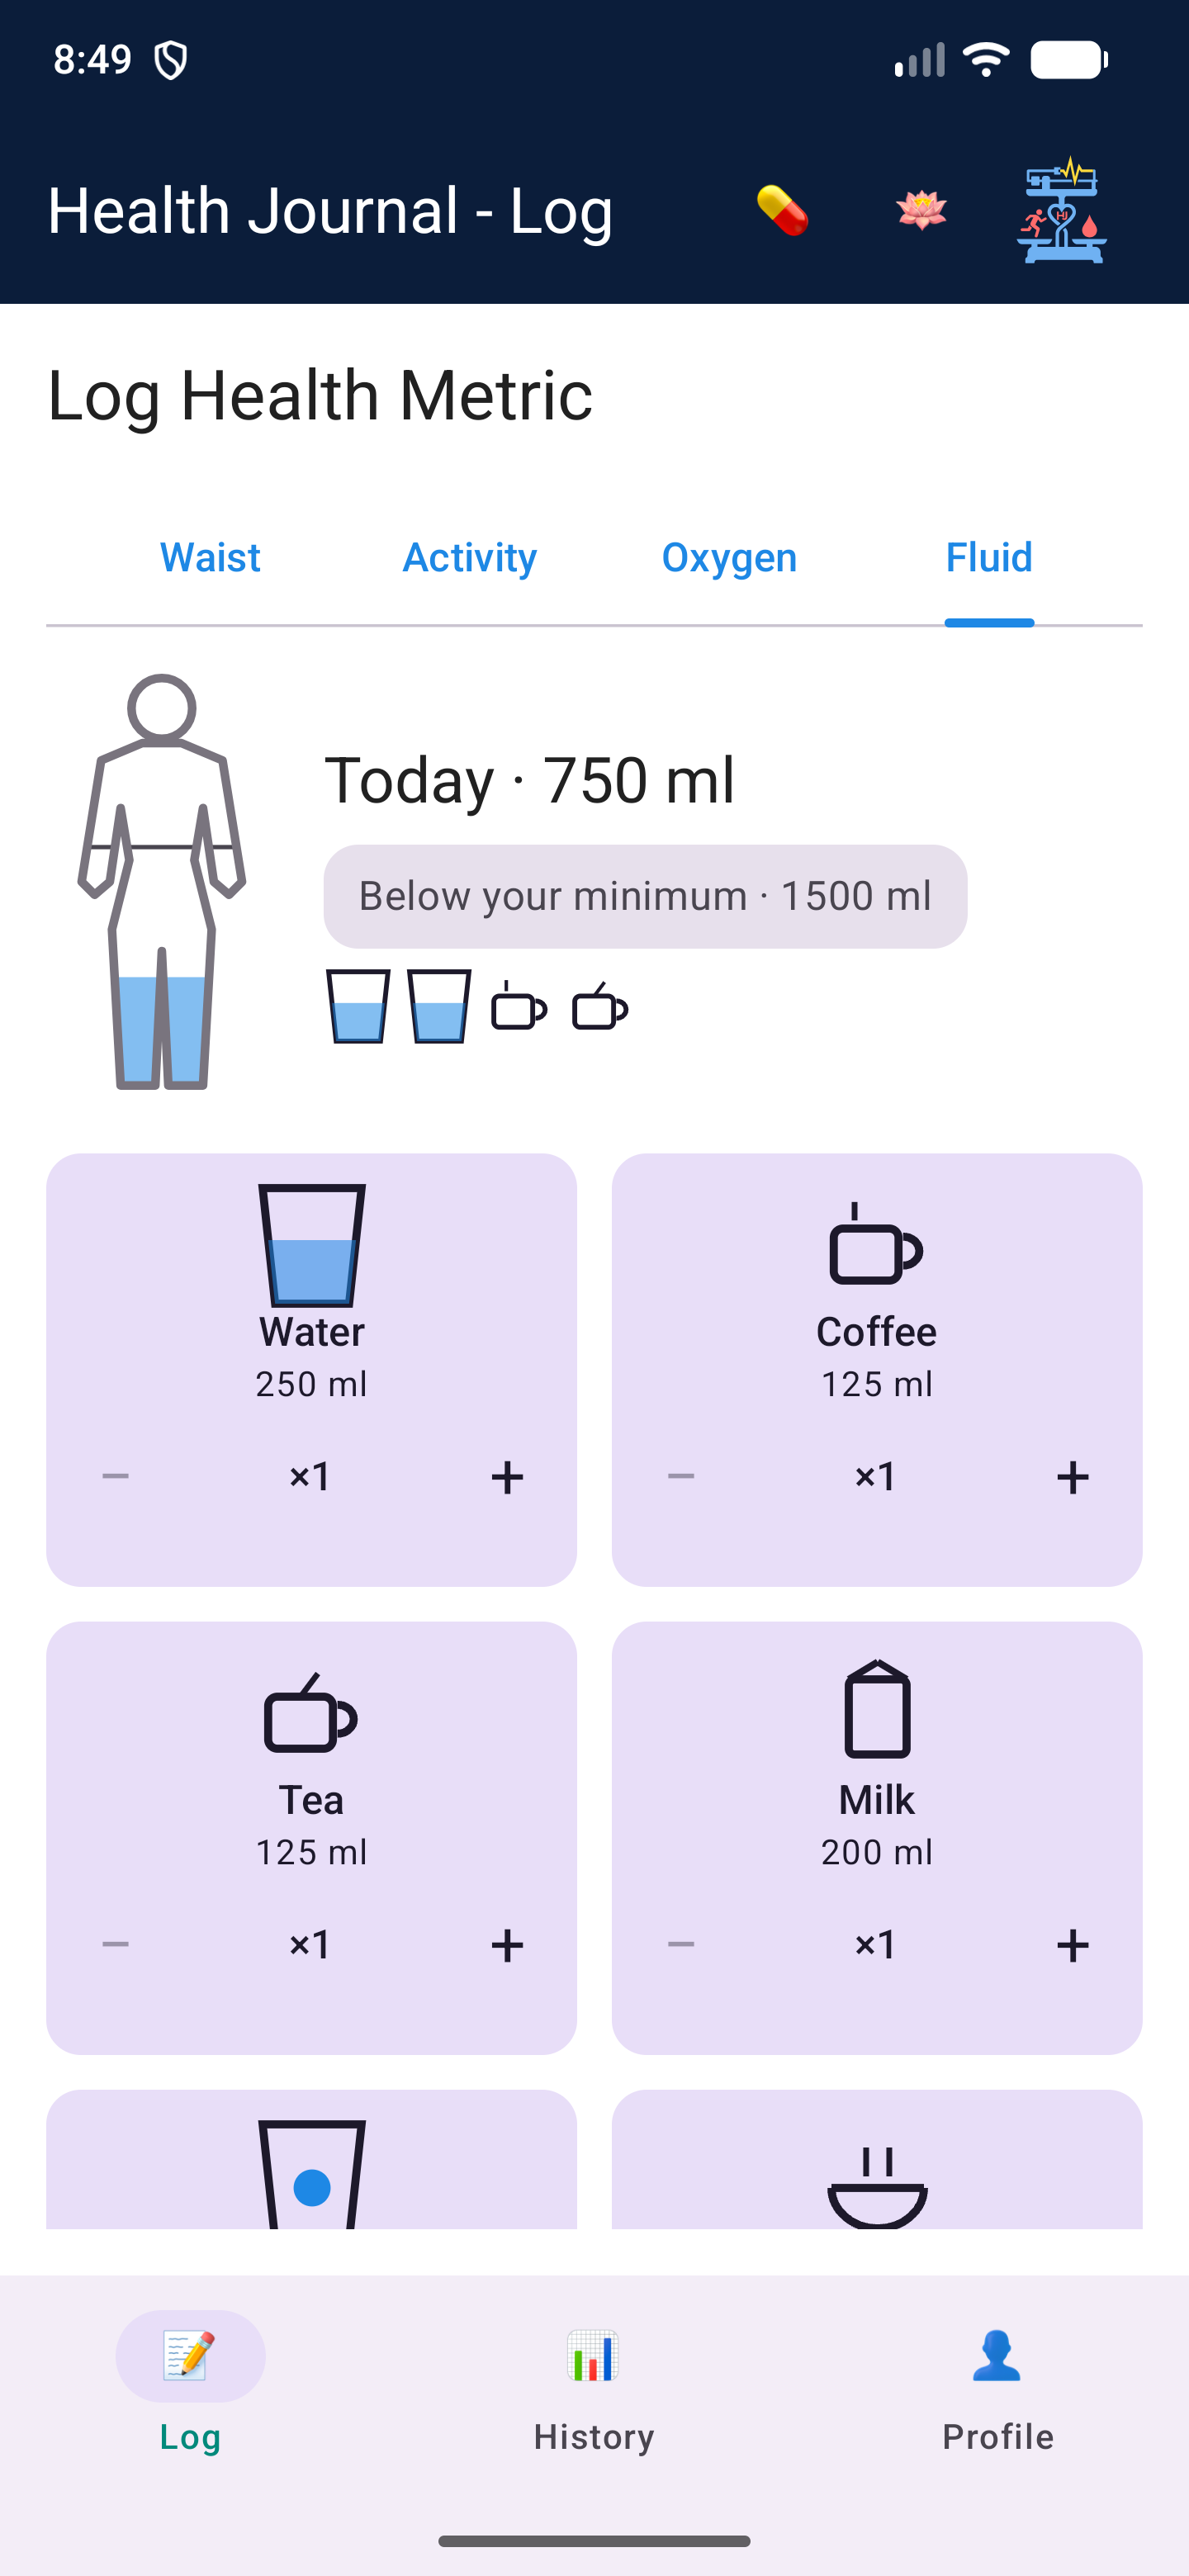 8:49
Health Journal - Log
HJ
Log Health Metric
Waist Activity Oxygen Fluid
Today · 750 ml
Below your minimum · 1500 ml
Water Coffee
250 ml 125 ml
− ×1 + − ×1 +
Tea Milk
125 ml 200 ml
− ×1 + − ×1 +
Log History Profile